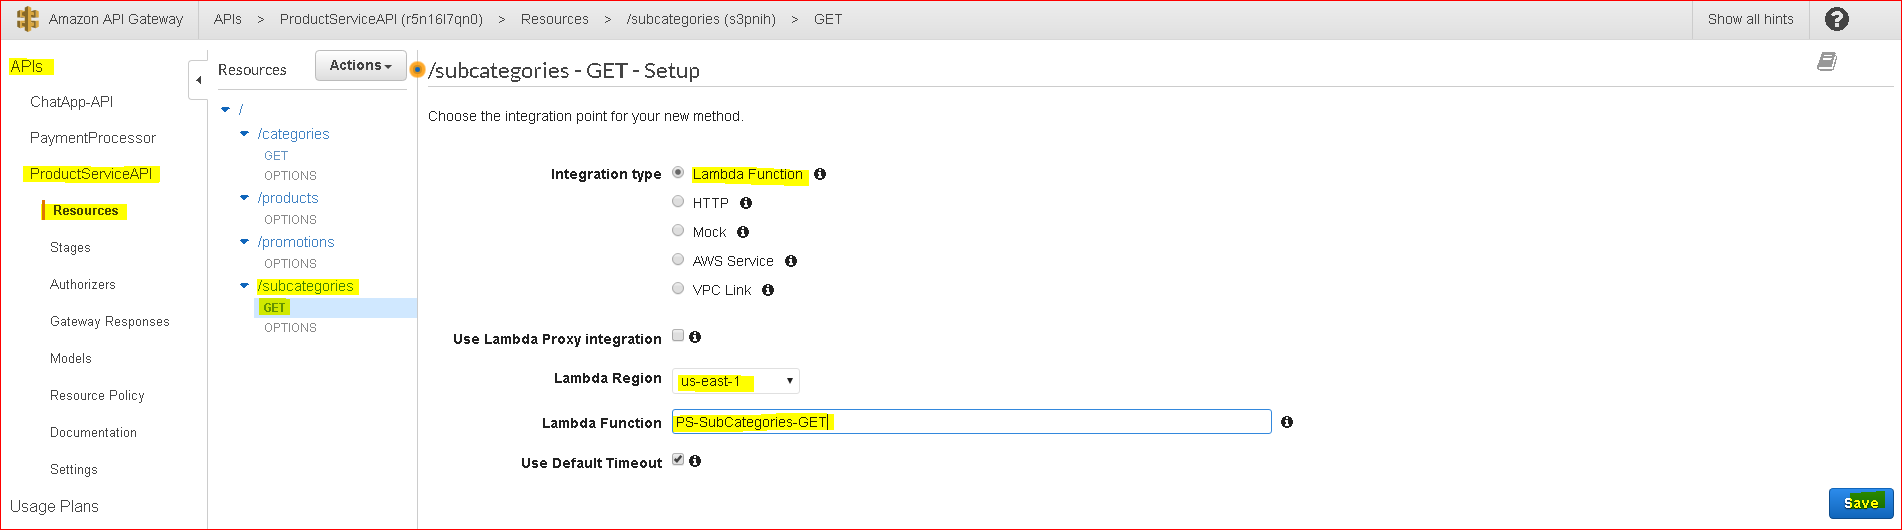 Amazon API Gateway APIs > ProductServiceAPI (r5n16l7qn0) > Resources > /subcategories (s3pnih) > GET Show all hints ?
APIs
ChatApp-API
PaymentProcessor
ProductServiceAPI
Resources
Stages
Authorizers
Gateway Responses
Models
Resource Policy
Documentation
Settings
Usage Plans
Resources Actions
/
/categories
GET
OPTIONS
/products
OPTIONS
/promotions
OPTIONS
/subcategories
GET
OPTIONS
/subcategories - GET - Setup
Choose the integration point for your new method.
Integration type Lambda Function
HTTP
Mock
AWS Service
VPC Link
Use Lambda Proxy integration
Lambda Region us-east-1
Lambda Function PS-SubCategories-GET
Use Default Timeout
Save